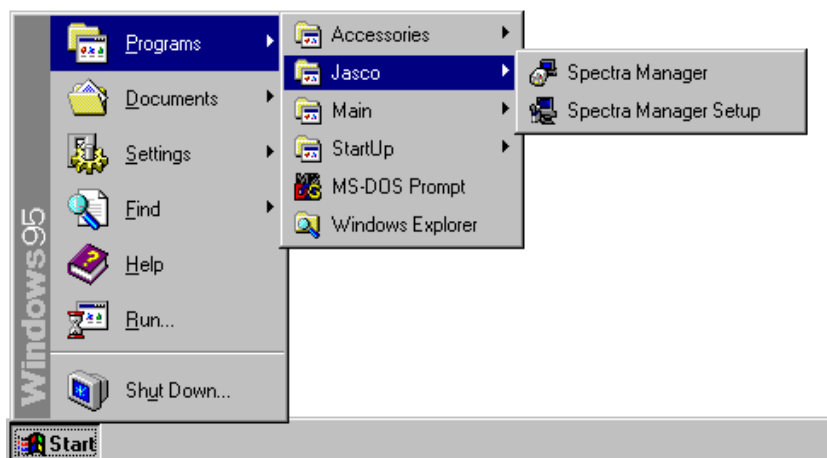 Programs
Documents
Settings
Find
Help
Run...
Shut Down...
Windows95
Start
Accessories
Jasco
Main
StartUp
MS-DOS Prompt
Windows Explorer
Spectra Manager
Spectra Manager Setup